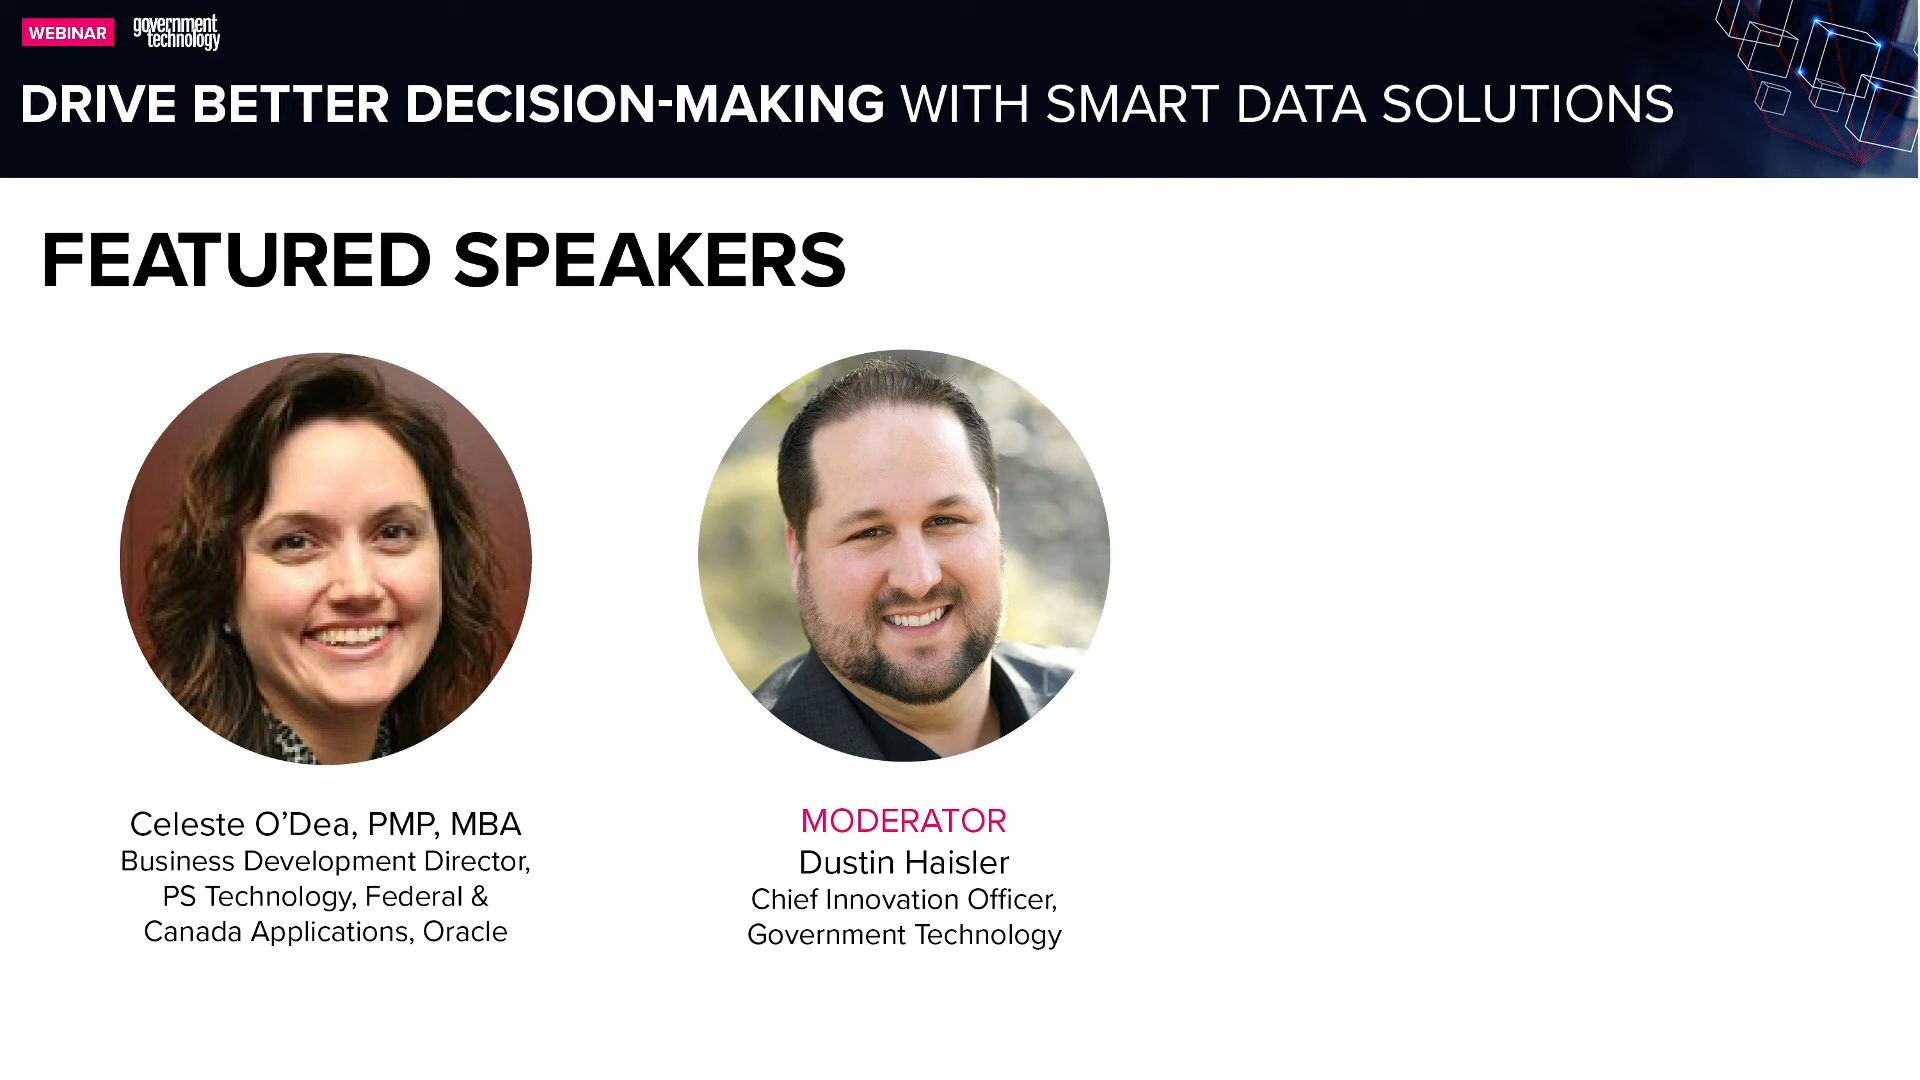 WEBINAR
government
technology
DRIVE BETTER DECISION-MAKING WITH SMART DATA SOLUTIONS
FEATURED SPEAKERS
Celeste O’Dea, PMP, MBA
Business Development Director,
PS Technology, Federal &
Canada Applications, Oracle
MODERATOR
Dustin Haisler
Chief Innovation Officer,
Government Technology